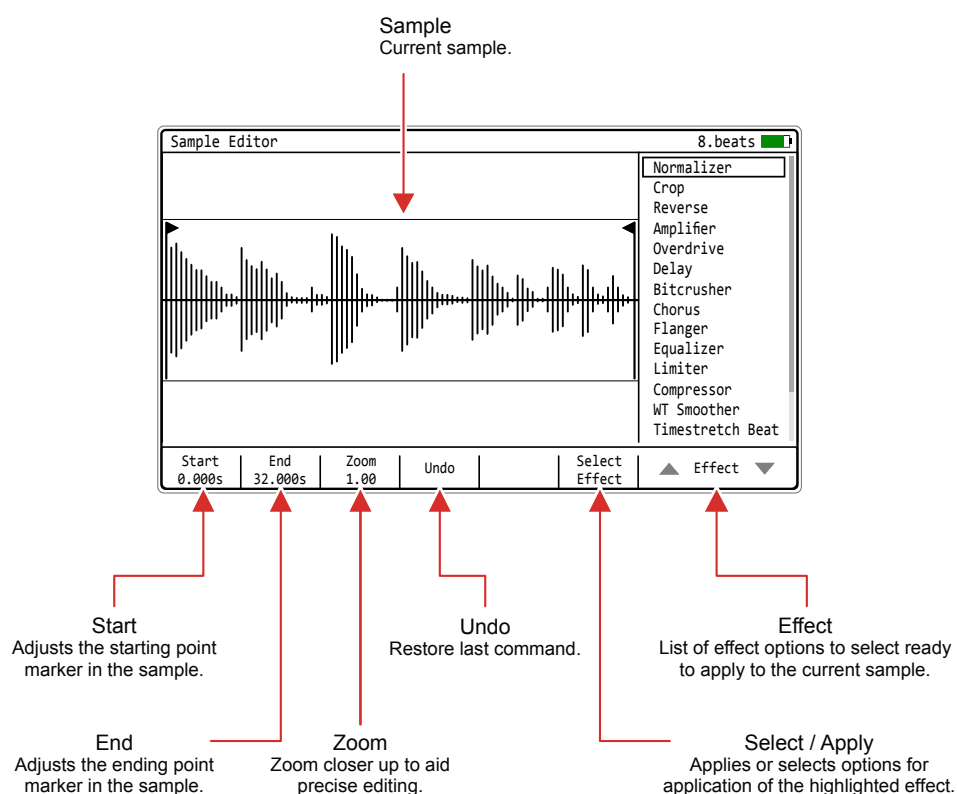 Sample
Current sample.
Sample Editor
8.beats
Normalizer
Crop
Reverse
Amplifier
Overdrive
Delay
Bitcrusher
Chorus
Flanger
Equalizer
Limiter
Compressor
WT Smoother
Timestretch Beat
Start
0.000s
End
32.000s
Zoom
1.00
Undo
Select
Effect
Effect
Start
Adjusts the starting point
marker in the sample.
Undo
Restore last command.
Effect
List of effect options to select ready
to apply to the current sample.
End
Adjusts the ending point
marker in the sample.
Zoom
Zoom closer up to aid
precise editing.
Select / Apply
Applies or selects options for
application of the highlighted effect.